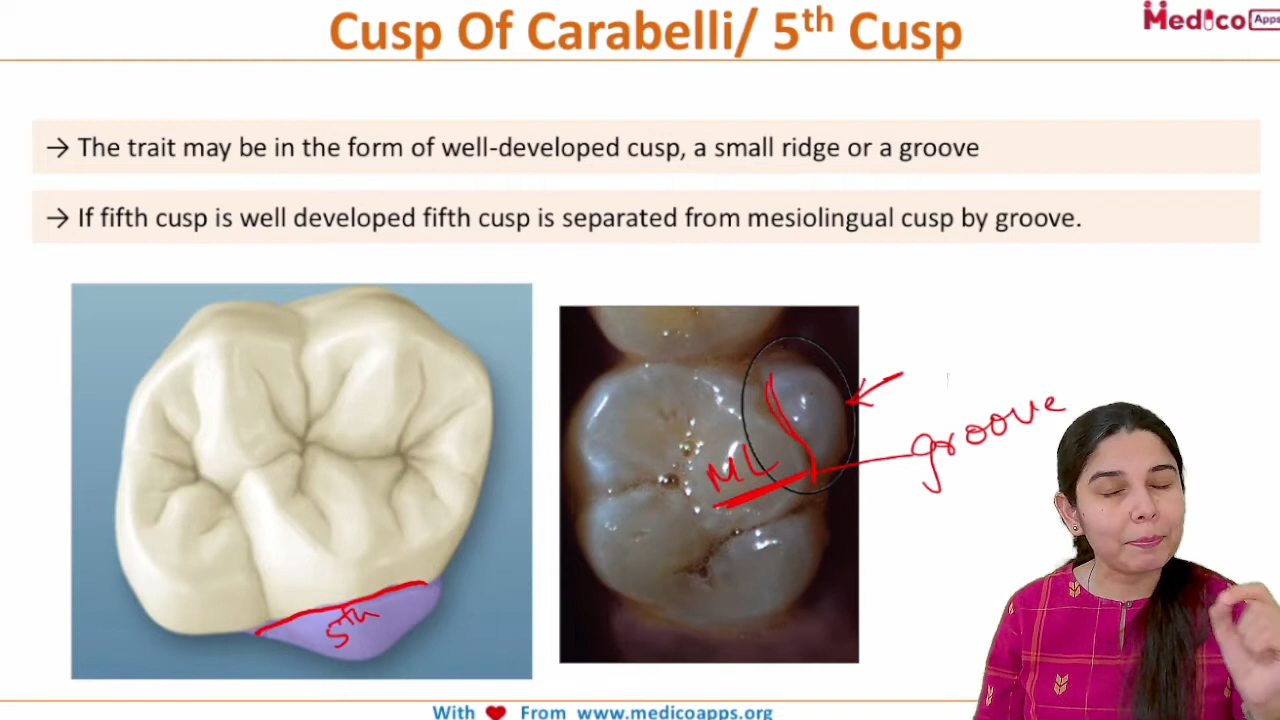 Cusp Of Carabelli/ 5th Cusp
Medico Apps
→ The trait may be in the form of well-developed cusp, a small ridge or a groove
→ If fifth cusp is well developed fifth cusp is separated from mesiolingual cusp by groove.
groove
ML
5th
With ❤ From www.medicoapps.org